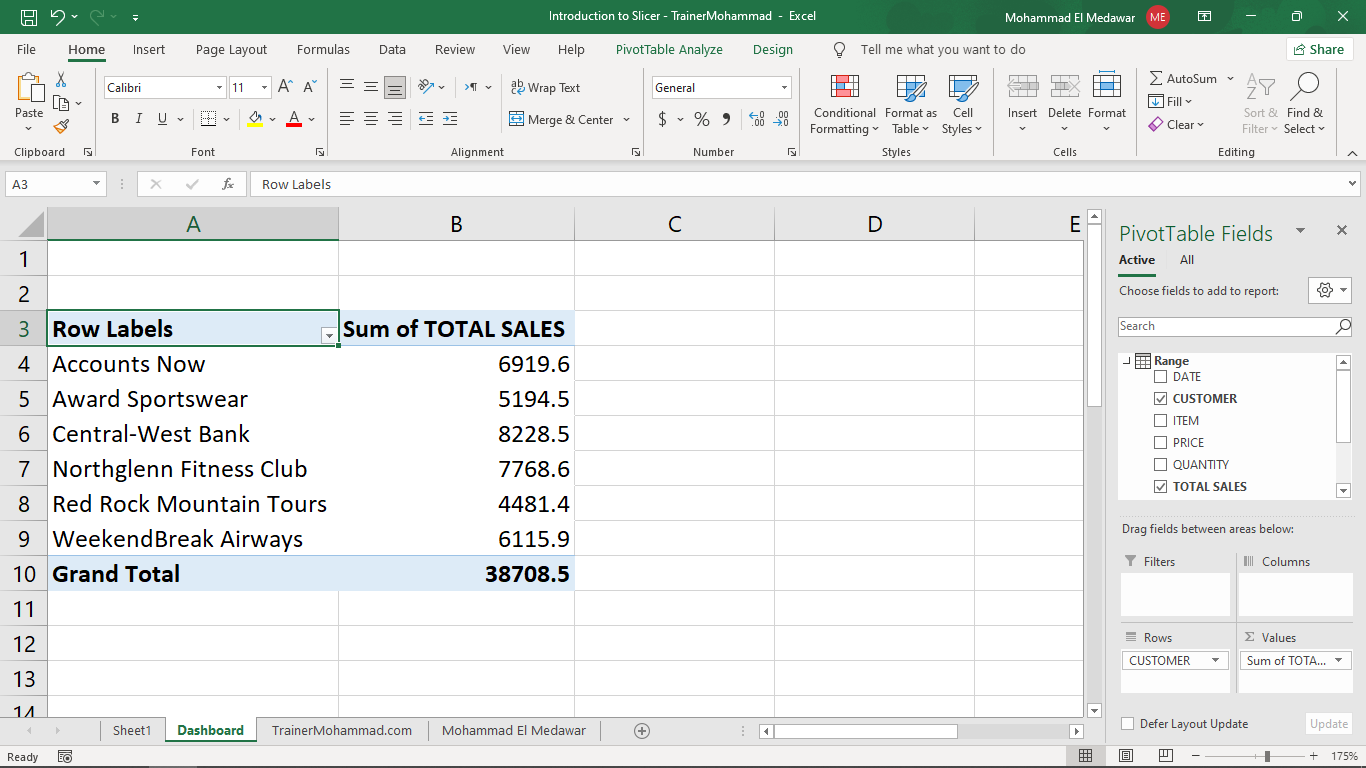 Introduction to Slicer - TrainerMohammad - Excel
Mohammad El Medawar ME
File Home Insert Page Layout Formulas Data Review View Help PivotTable Analyze Design Tell me what you want to do Share
Paste
Clipboard
Calibri 11
B I U A
Font
Wrap Text
Merge & Center
Alignment
General
$ % 9
Number
Conditional Formatting
Format as Table
Cell Styles
Styles
Insert Delete Format
Cells
AutoSum
Fill
Clear
Sort & Filter
Find & Select
Editing
A3 fx Row Labels
A B C D E
1
2
3 Row Labels Sum of TOTAL SALES
4 Accounts Now 6919.6
5 Award Sportswear 5194.5
6 Central-West Bank 8228.5
7 Northglenn Fitness Club 7768.6
8 Red Rock Mountain Tours 4481.4
9 WeekendBreak Airways 6115.9
10 Grand Total 38708.5
11
12
13
14
PivotTable Fields
Active All
Choose fields to add to report:
Search
Range
DATE
CUSTOMER
ITEM
PRICE
QUANTITY
TOTAL SALES
Drag fields between areas below:
Filters Columns
Rows Σ Values
CUSTOMER Sum of TOTA...
Defer Layout Update Update
Sheet1 Dashboard TrainerMohammad.com Mohammad El Medawar
Ready 175%